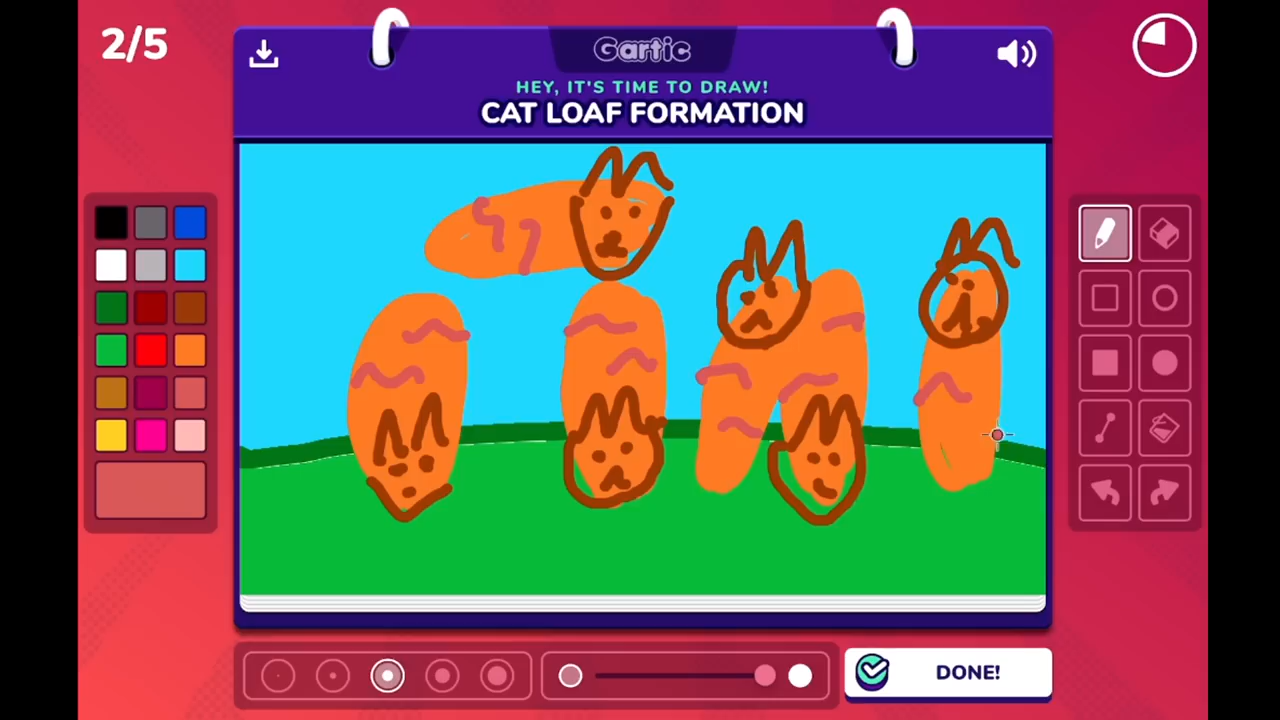 2/5
Gartic
HEY, IT'S TIME TO DRAW!
CAT LOAF FORMATION
DONE!